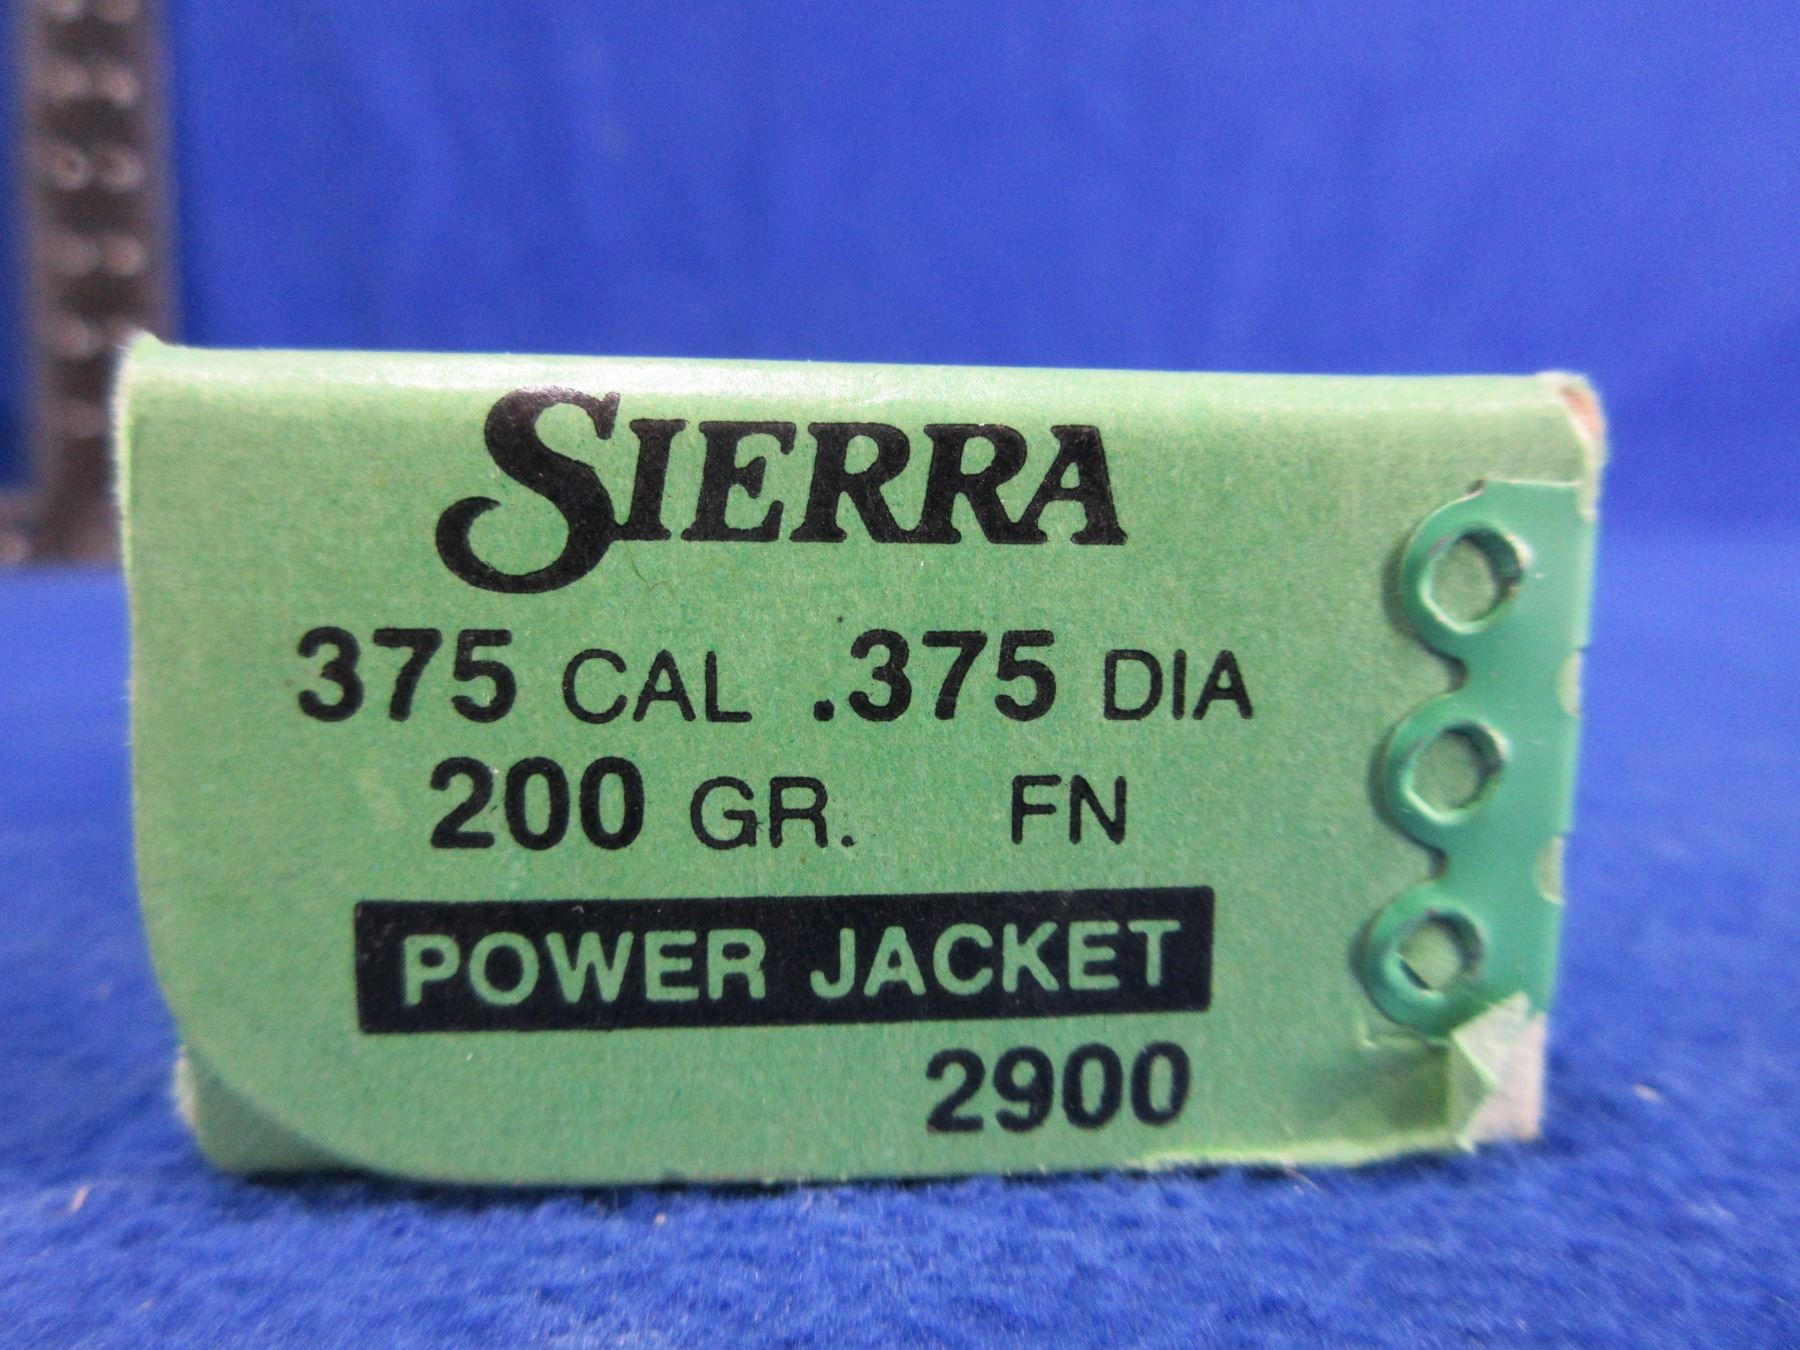 SIERRA
375 CAL .375 DIA
200 GR. FN
POWER JACKET
2900